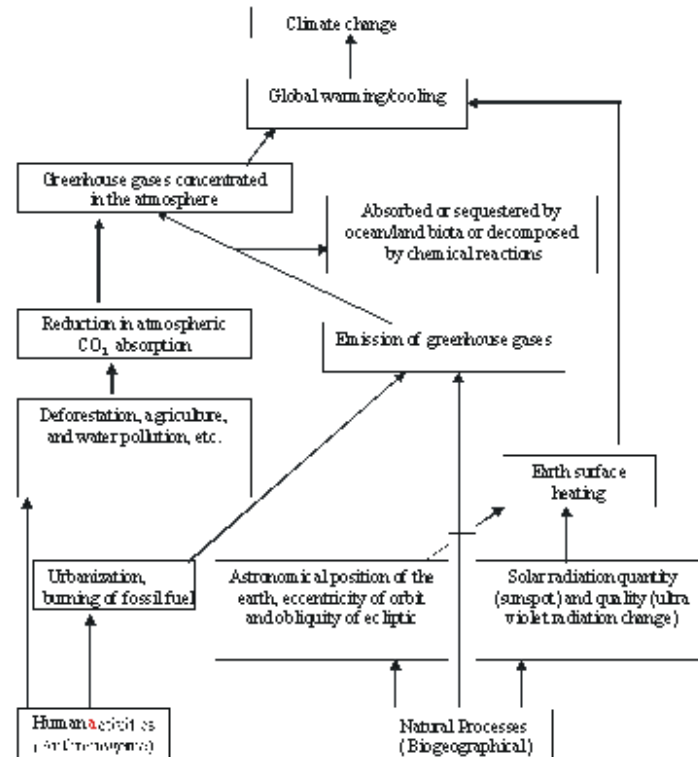 Climate change
Global warming/cooling
Greenhouse gases concentrated
in the atmosphere
Absorbed or sequestered by
ocean/land biota or decomposed
by chemical reactions
Reduction in atmospheric
CO₂ absorption
Emission of greenhouse gases
Deforestation, agriculture,
and water pollution, etc.
Earth surface
heating
Urbanization,
burning of fossil fuel
Astronomical position of the
earth, eccentricity of orbit
and obliquity of ecliptic
Solar radiation quantity
(sunspot) and quality (ultra
violet radiation change)
Human activities
Natural Processes
(Biogeographical)